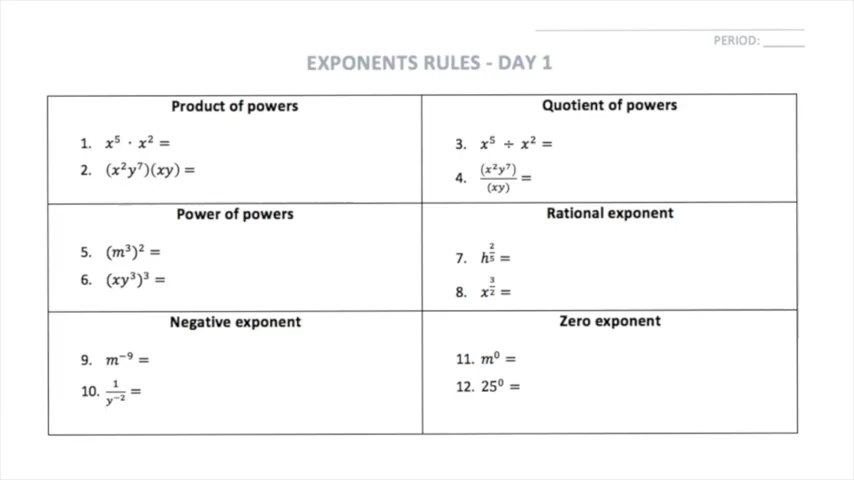 PERIOD: ______
EXPONENTS RULES - DAY 1
Product of powers
1. x⁵ · x² =
2. (x²y⁷)(xy) =
Quotient of powers
3. x⁵ ÷ x² =
4. (x²y⁷)/(xy) =
Power of powers
5. (m³)² =
6. (xy³)³ =
Rational exponent
7. h^(2/5) =
8. x^(3/2) =
Negative exponent
9. m⁻⁹ =
10. 1/y⁻² =
Zero exponent
11. m⁰ =
12. 25⁰ =